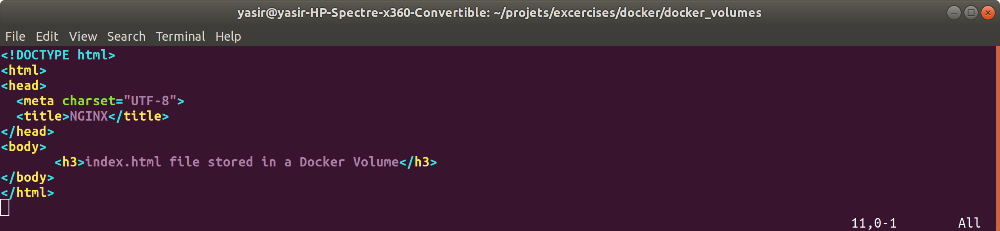 yasir@yasir-HP-Spectre-x360-Convertible: ~/projets/excercises/docker/docker_volumes
File Edit View Search Terminal Help
<!DOCTYPE html>
<html>
<head>
  <meta charset="UTF-8">
  <title>NGINX</title>
</head>
<body>
       <h3>index.html file stored in a Docker Volume</h3>
</body>
</html>
11,0-1 All